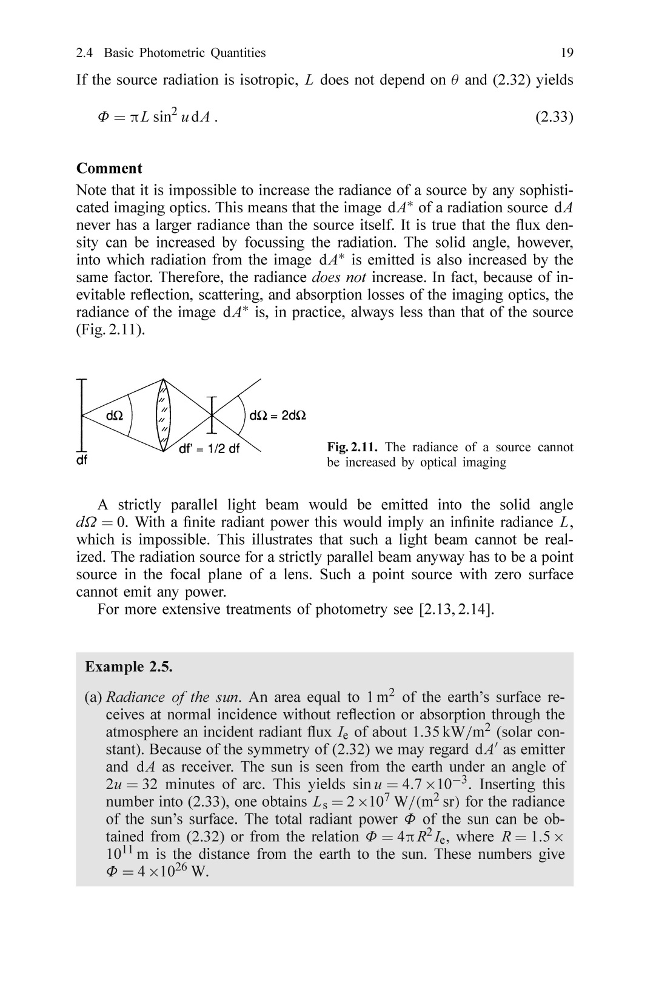 2.4 Basic Photometric Quantities 19
If the source radiation is isotropic, L does not depend on θ and (2.32) yields
Φ = πL sin² u dA . (2.33)
Comment
Note that it is impossible to increase the radiance of a source by any sophisti-
cated imaging optics. This means that the image dA* of a radiation source dA
never has a larger radiance than the source itself. It is true that the flux den-
sity can be increased by focussing the radiation. The solid angle, however,
into which radiation from the image dA* is emitted is also increased by the
same factor. Therefore, the radiance does not increase. In fact, because of in-
evitable reflection, scattering, and absorption losses of the imaging optics, the
radiance of the image dA* is, in practice, always less than that of the source
(Fig. 2.11).
dΩ
dΩ = 2dΩ
df' = 1/2 df
df
Fig. 2.11. The radiance of a source cannot
be increased by optical imaging
A strictly parallel light beam would be emitted into the solid angle
dΩ = 0. With a finite radiant power this would imply an infinite radiance L,
which is impossible. This illustrates that such a light beam cannot be real-
ized. The radiation source for a strictly parallel beam anyway has to be a point
source in the focal plane of a lens. Such a point source with zero surface
cannot emit any power.
For more extensive treatments of photometry see [2.13, 2.14].
Example 2.5.
(a) Radiance of the sun. An area equal to 1 m² of the earth's surface re-
ceives at normal incidence without reflection or absorption through the
atmosphere an incident radiant flux Iₑ of about 1.35 kW/m² (solar con-
stant). Because of the symmetry of (2.32) we may regard dA′ as emitter
and dA as receiver. The sun is seen from the earth under an angle of
2u = 32 minutes of arc. This yields sin u = 4.7 × 10⁻³. Inserting this
number into (2.33), one obtains Lₛ = 2 × 10⁷ W/(m² sr) for the radiance
of the sun's surface. The total radiant power Φ of the sun can be ob-
tained from (2.32) or from the relation Φ = 4πR²Iₑ, where R = 1.5 ×
10¹¹ m is the distance from the earth to the sun. These numbers give
Φ = 4 × 10²⁶ W.